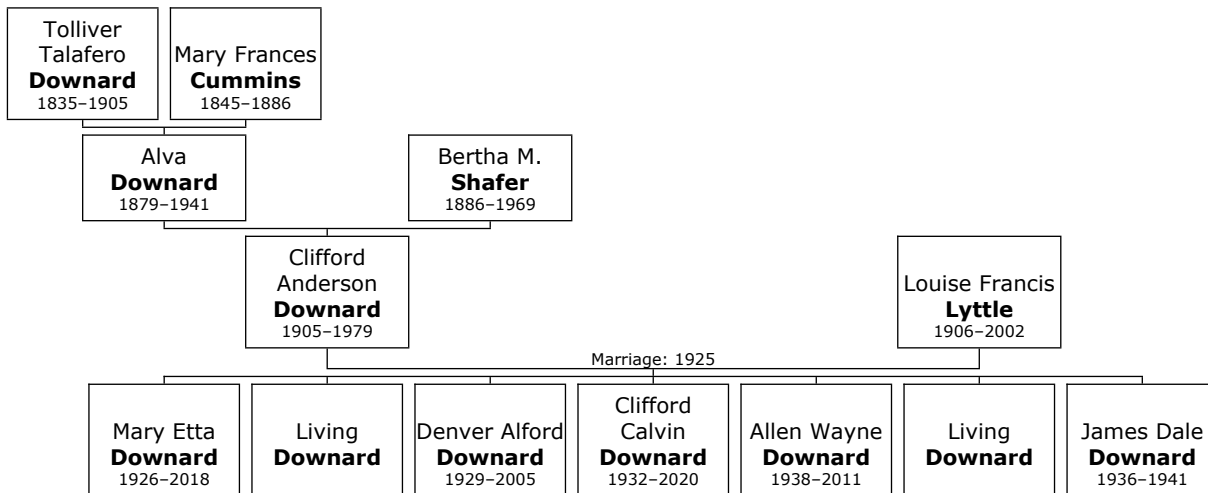 Tolliver
Talafero
Downard
1835–1905
Mary Frances
Cummins
1845–1886
Alva
Downard
1879–1941
Bertha M.
Shafer
1886–1969
Clifford
Anderson
Downard
1905–1979
Louise Francis
Lyttle
1906–2002
Marriage: 1925
Mary Etta
Downard
1926–2018
Living
Downard
Denver Alford
Downard
1929–2005
Clifford
Calvin
Downard
1932–2020
Allen Wayne
Downard
1938–2011
Living
Downard
James Dale
Downard
1936–1941